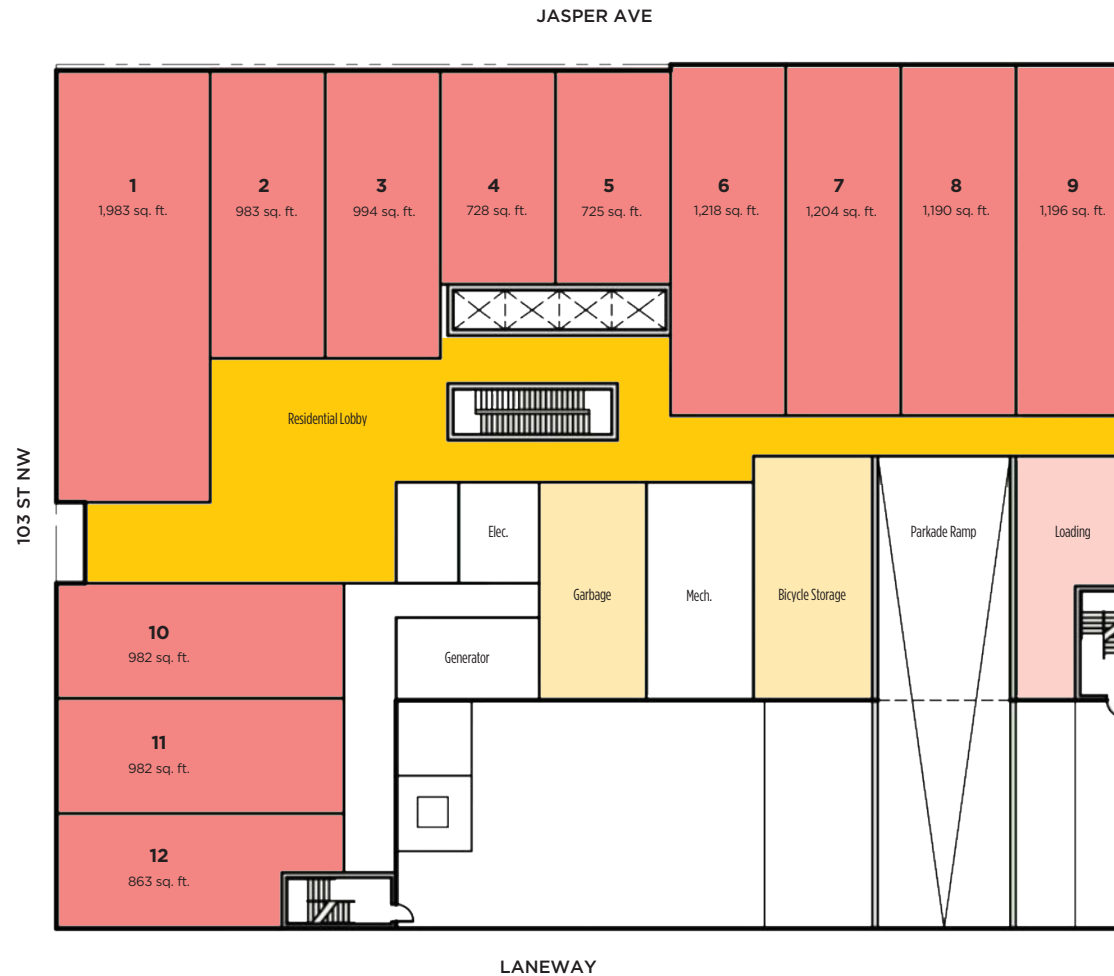 JASPER AVE
1
1,983 sq. ft.
2
983 sq. ft.
3
994 sq. ft.
4
728 sq. ft.
5
725 sq. ft.
6
1,218 sq. ft.
7
1,204 sq. ft.
8
1,190 sq. ft.
9
1,196 sq. ft.
Residential Lobby
103 ST NW
Elec.
Garbage
Mech.
Bicycle Storage
Parkade Ramp
Loading
Generator
10
982 sq. ft.
11
982 sq. ft.
12
863 sq. ft.
LANEWAY